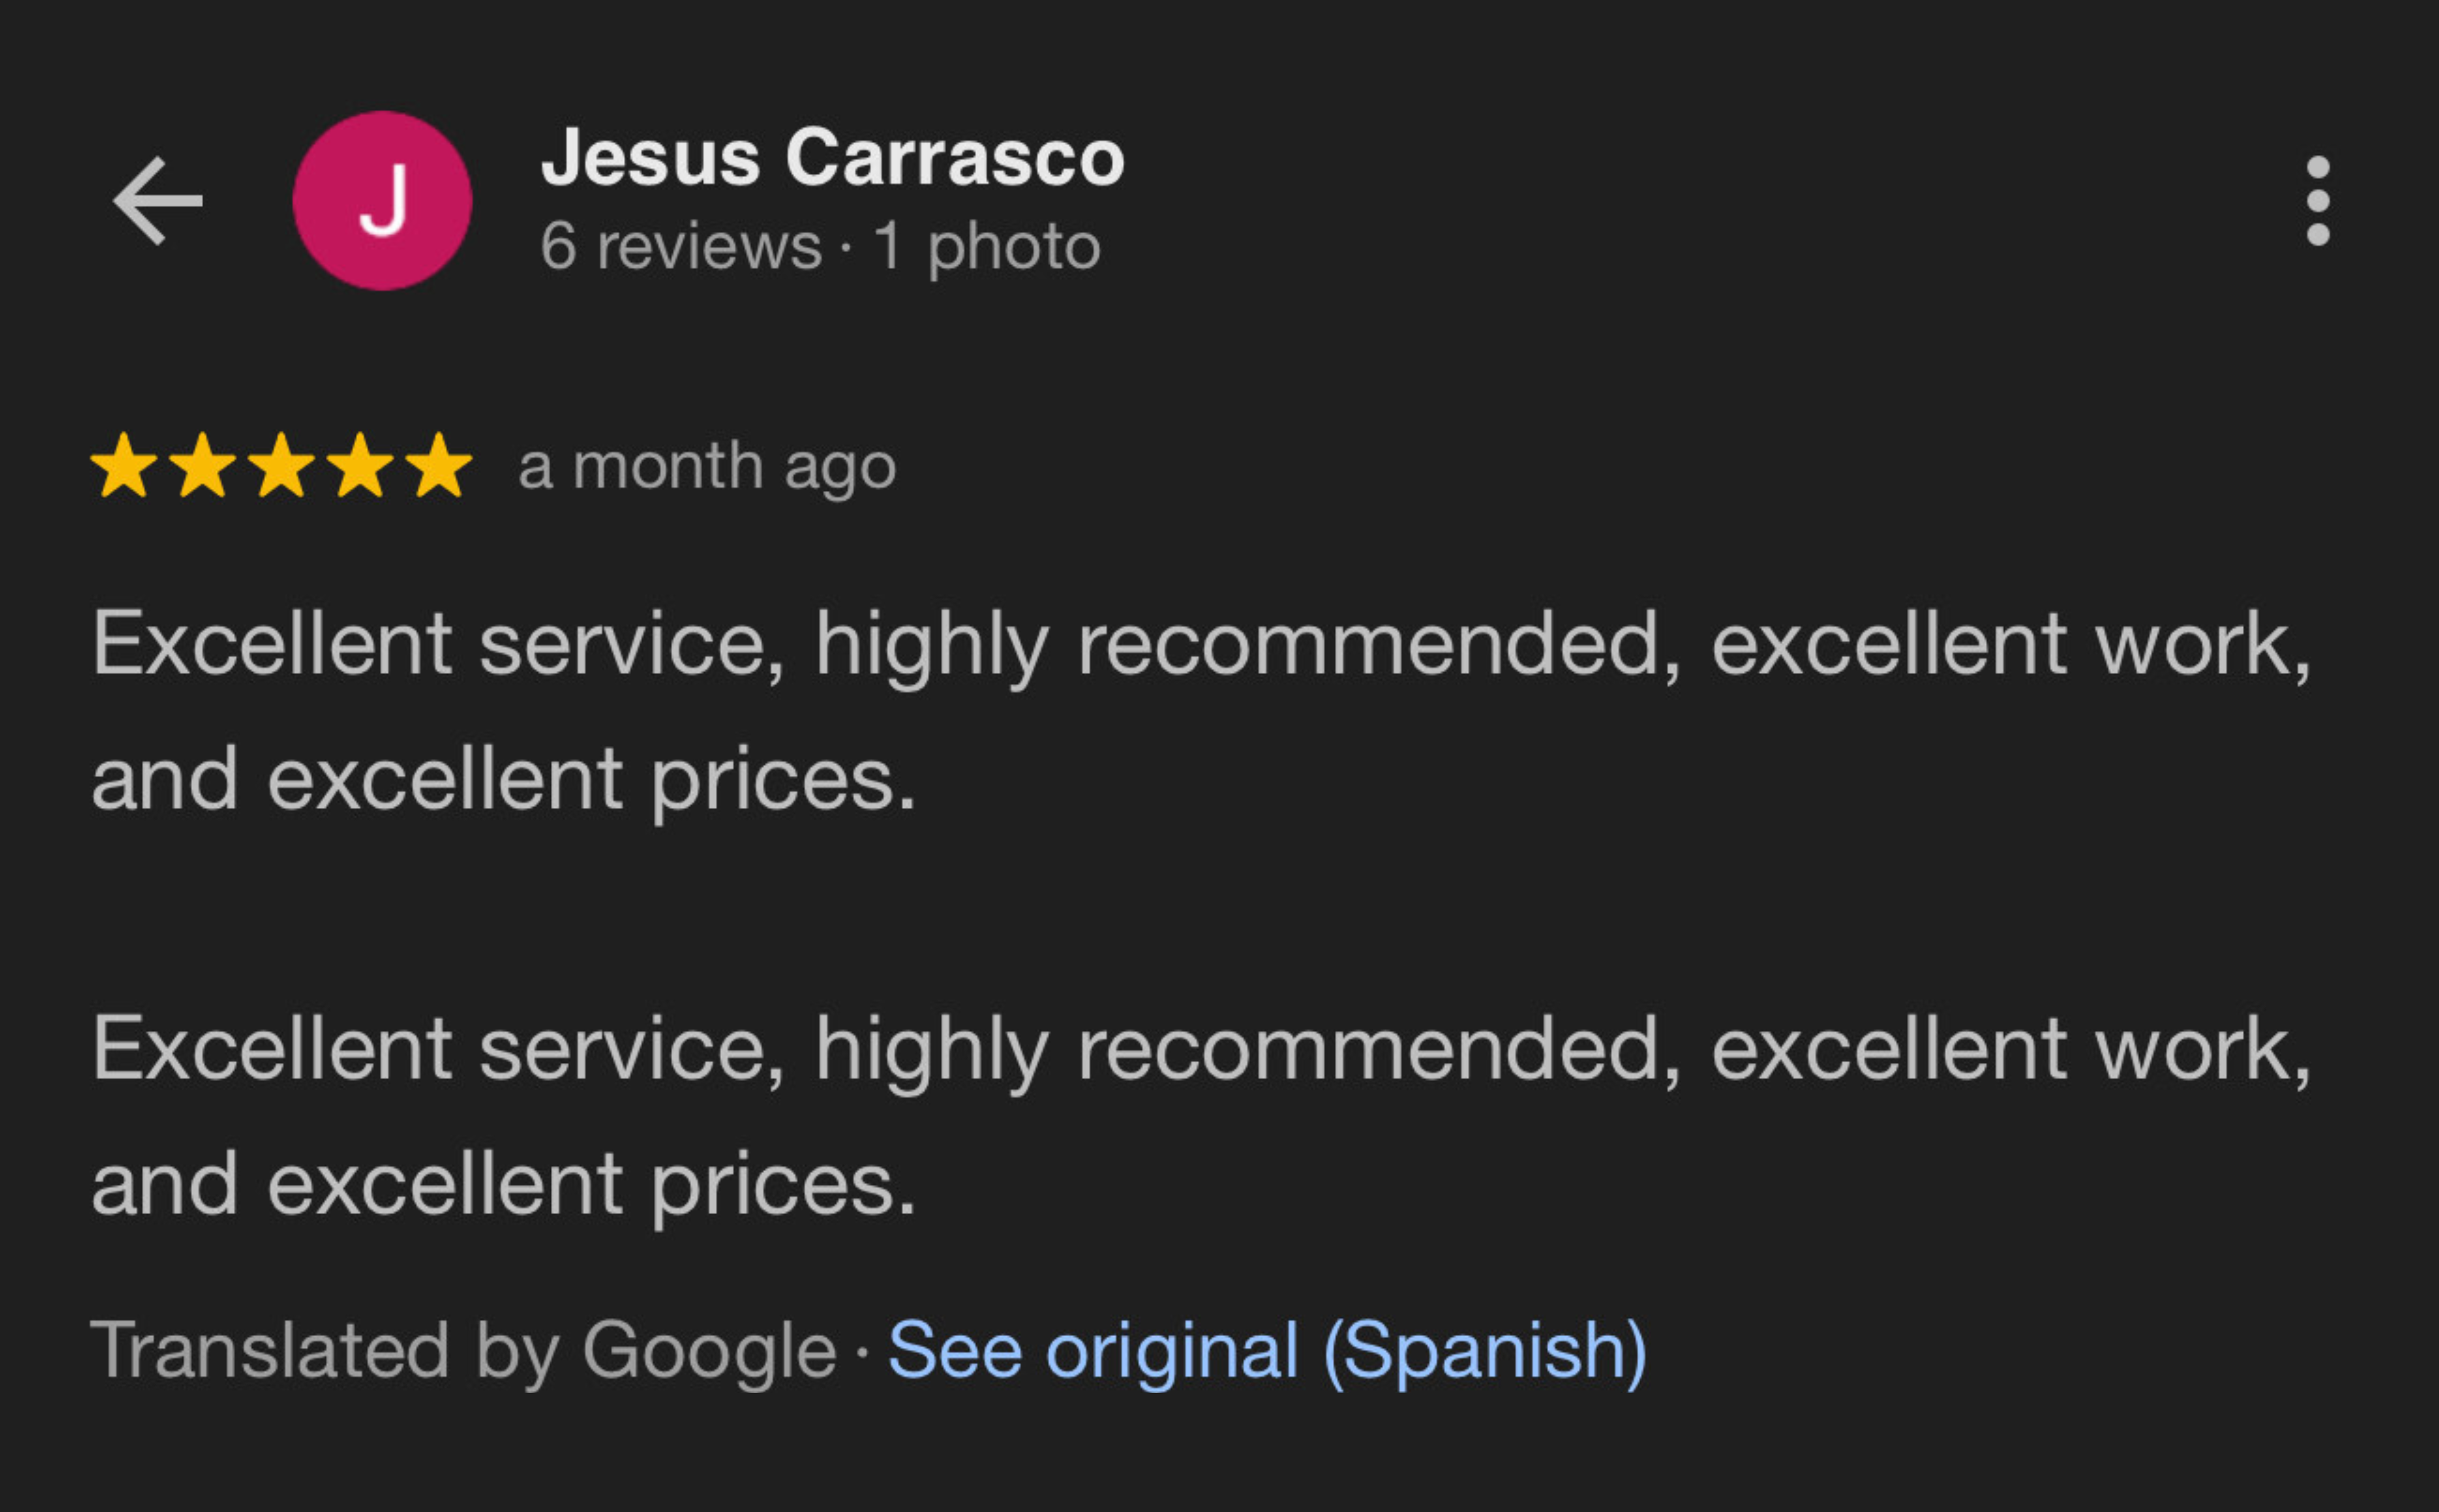 J
Jesus Carrasco
6 reviews · 1 photo
a month ago
Excellent service, highly recommended, excellent work,
and excellent prices.
Excellent service, highly recommended, excellent work,
and excellent prices.
Translated by Google · See original (Spanish)